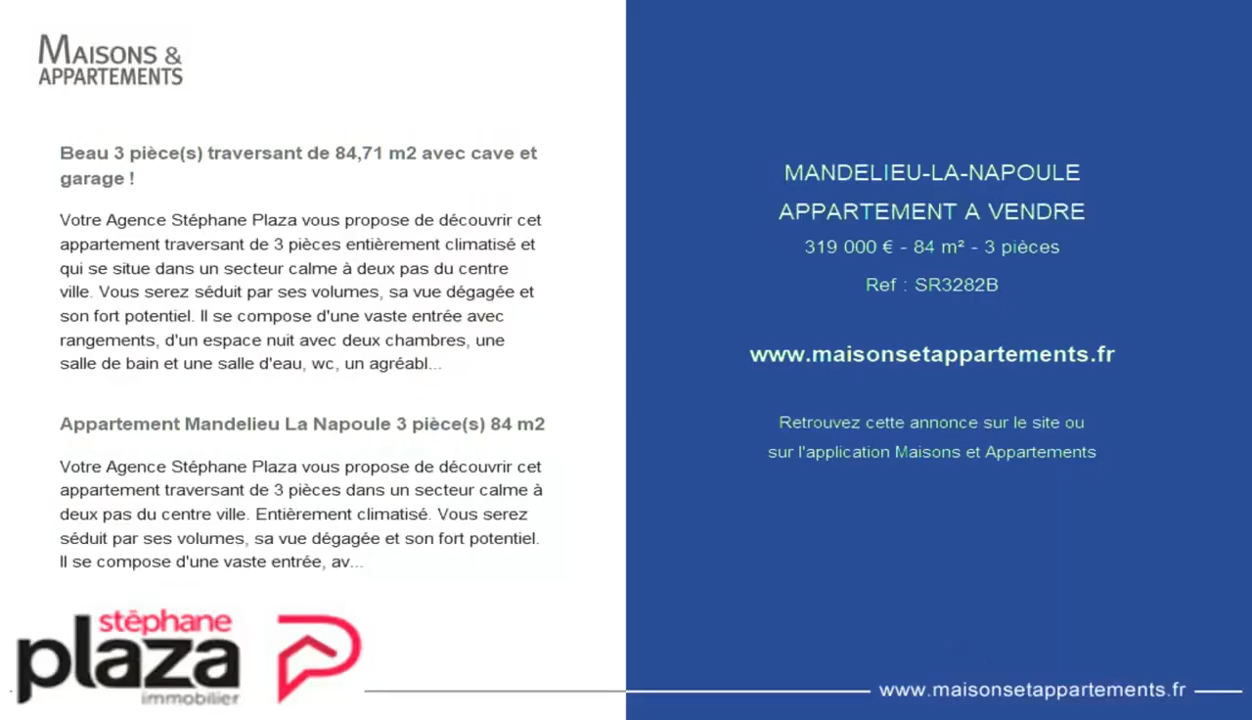 MAISONS &
APPARTEMENTS
Beau 3 pièce(s) traversant de 84,71 m2 avec cave et
garage !
Votre Agence Stéphane Plaza vous propose de découvrir cet
appartement traversant de 3 pièces entièrement climatisé et
qui se situe dans un secteur calme à deux pas du centre
ville. Vous serez séduit par ses volumes, sa vue dégagée et
son fort potentiel. Il se compose d'une vaste entrée avec
rangements, d'un espace nuit avec deux chambres, une
salle de bain et une salle d'eau, wc, un agréabl...
Appartement Mandelieu La Napoule 3 pièce(s) 84 m2
Votre Agence Stéphane Plaza vous propose de découvrir cet
appartement traversant de 3 pièces dans un secteur calme à
deux pas du centre ville. Entièrement climatisé. Vous serez
séduit par ses volumes, sa vue dégagée et son fort potentiel.
Il se compose d'une vaste entrée, av...
stéphane
plaza
immobilier
MANDELIEU-LA-NAPOULE
APPARTEMENT A VENDRE
319 000 € - 84 m² - 3 pièces
Ref : SR3282B
www.maisonsetappartements.fr
Retrouvez cette annonce sur le site ou
sur l'application Maisons et Appartements
www.maisonsetappartements.fr